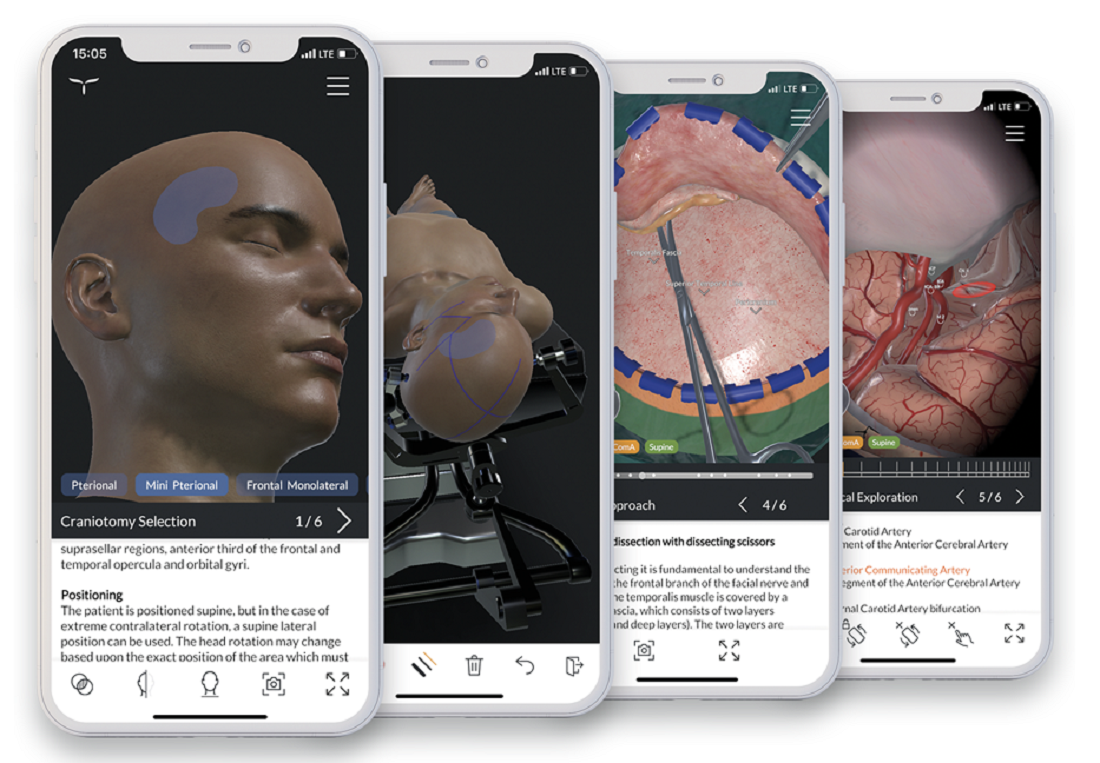 15:05
LTE
Pterional
Mini Pterional
Frontal Monolateral
Craniotomy Selection
1/6
suprasellar regions, anterior third of the frontal and
temporal opercula and orbital gyri.
Positioning
The patient is positioned supine, but in the case of
extreme contralateral rotation, a supine lateral
position can be used. The head rotation may change
based upon the exact position of the area which must
LTE
LTE
Temporal Fascia
ComA
Supine
pproach
4/6
dissection with dissecting scissors
cting it is fundamental to understand the
the frontal branch of the facial nerve and
he temporalis muscle is covered by a
ascia, which consists of two layers
and deep layers). The two layers are
LTE
omA
Supine
cal Exploration
5/6
Carotid Artery
ment of the Anterior Cerebral Artery
erior Communicating Artery
egment of the Anterior Cerebral Artery
rnal Carotid Artery bifurcation